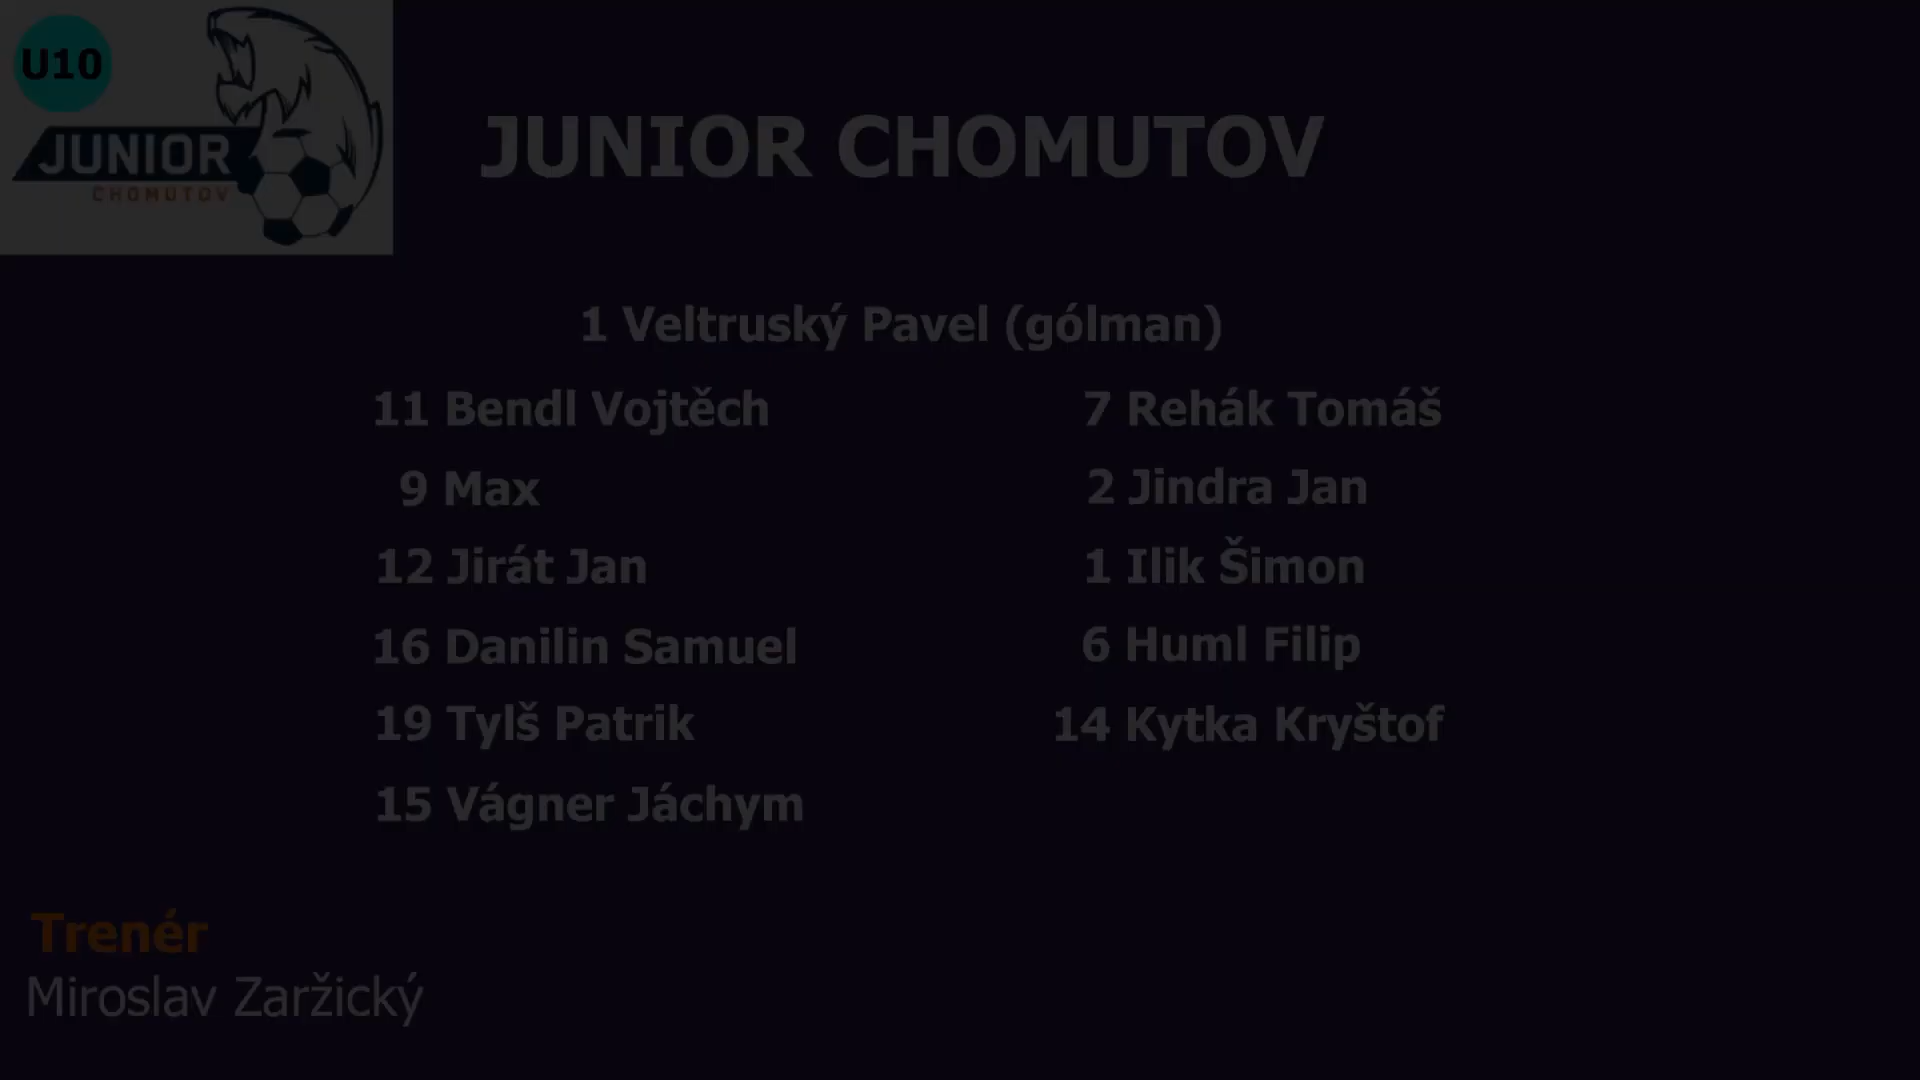 U10
JUNIOR
CHOMUTOV
JUNIOR CHOMUTOV
1 Veltruský Pavel (gólman)
11 Bendl Vojtěch
9 Max
12 Jirát Jan
16 Danilin Samuel
19 Tylš Patrik
15 Vágner Jáchym
7 Rehák Tomáš
2 Jindra Jan
1 Ilik Šimon
6 Huml Filip
14 Kytka Kryštof
Trenér
Miroslav Zaržický